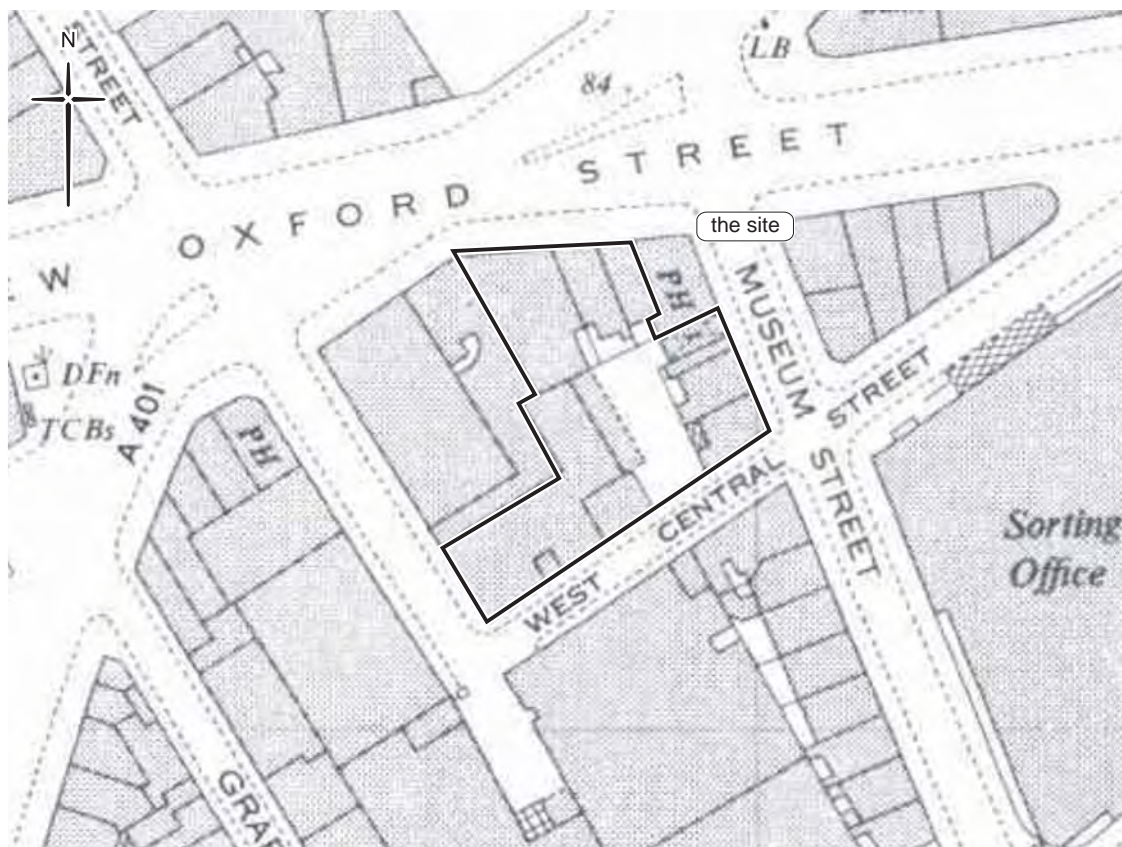 N
STREET
LB
84
W OXFORD STREET
the site
PH
MUSEUM STREET
DFn
TCBs
A 401
PH
WEST CENTRAL STREET
Sorting
Office
GRA